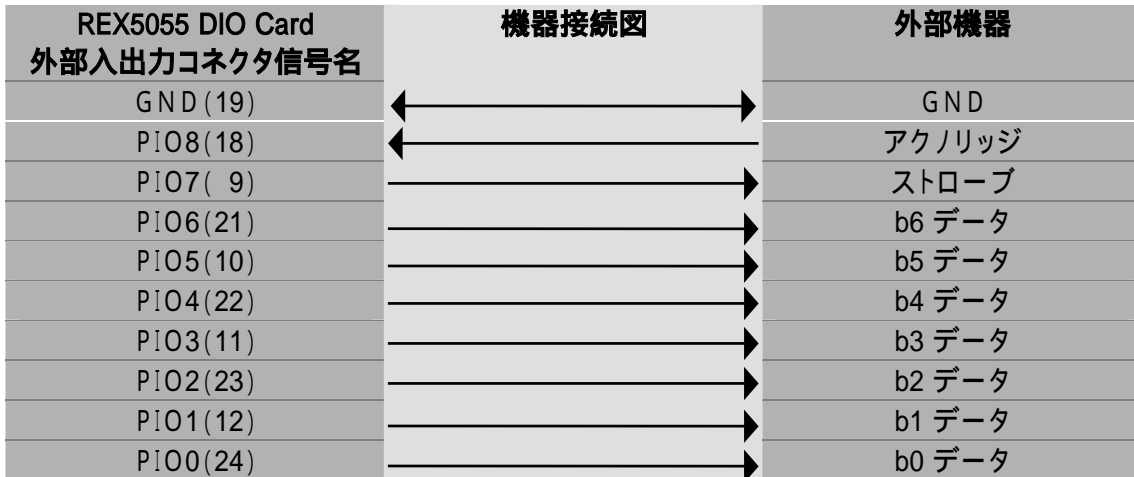 REX5055 DIO Card 機器接続図 外部機器
外部入出力コネクタ信号名
GND(19) GND
PIO8(18) アクノリッジ
PIO7( 9) ストローブ
PIO6(21) b6 データ
PIO5(10) b5 データ
PIO4(22) b4 データ
PIO3(11) b3 データ
PIO2(23) b2 データ
PIO1(12) b1 データ
PIO0(24) b0 データ